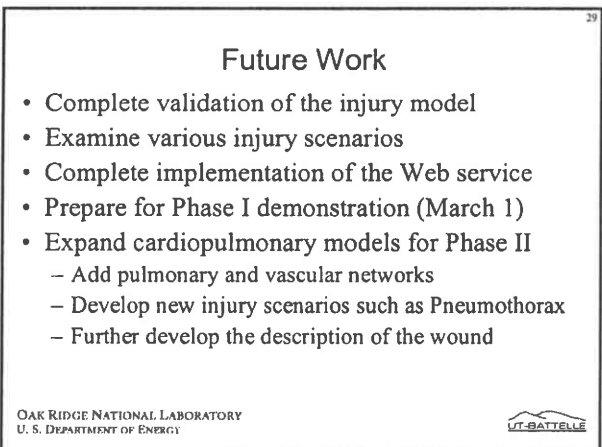 29
Future Work
• Complete validation of the injury model
• Examine various injury scenarios
• Complete implementation of the Web service
• Prepare for Phase I demonstration (March 1)
• Expand cardiopulmonary models for Phase II
– Add pulmonary and vascular networks
– Develop new injury scenarios such as Pneumothorax
– Further develop the description of the wound
OAK RIDGE NATIONAL LABORATORY
U. S. DEPARTMENT OF ENERGY
UT-BATTELLE